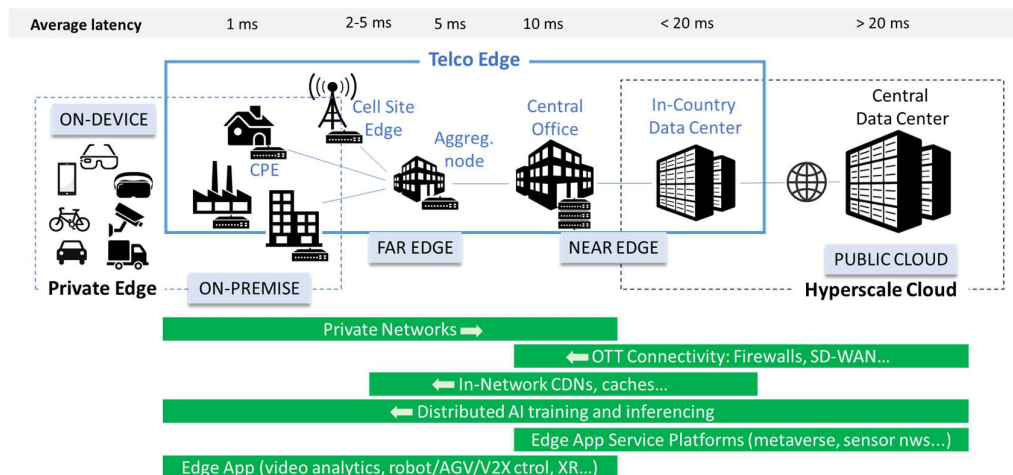 Average latency 1 ms 2-5 ms 5 ms 10 ms < 20 ms > 20 ms
Telco Edge
ON-DEVICE
Cell Site
Edge
CPE
Aggreg.
node
Central
Office
In-Country
Data Center
Central
Data Center
FAR EDGE
NEAR EDGE
PUBLIC CLOUD
Private Edge
ON-PREMISE
Hyperscale Cloud
Private Networks
OTT Connectivity: Firewalls, SD-WAN...
In-Network CDNs, caches...
Distributed AI training and inferencing
Edge App Service Platforms (metaverse, sensor nws...)
Edge App (video analytics, robot/AGV/V2X ctrol, XR...)